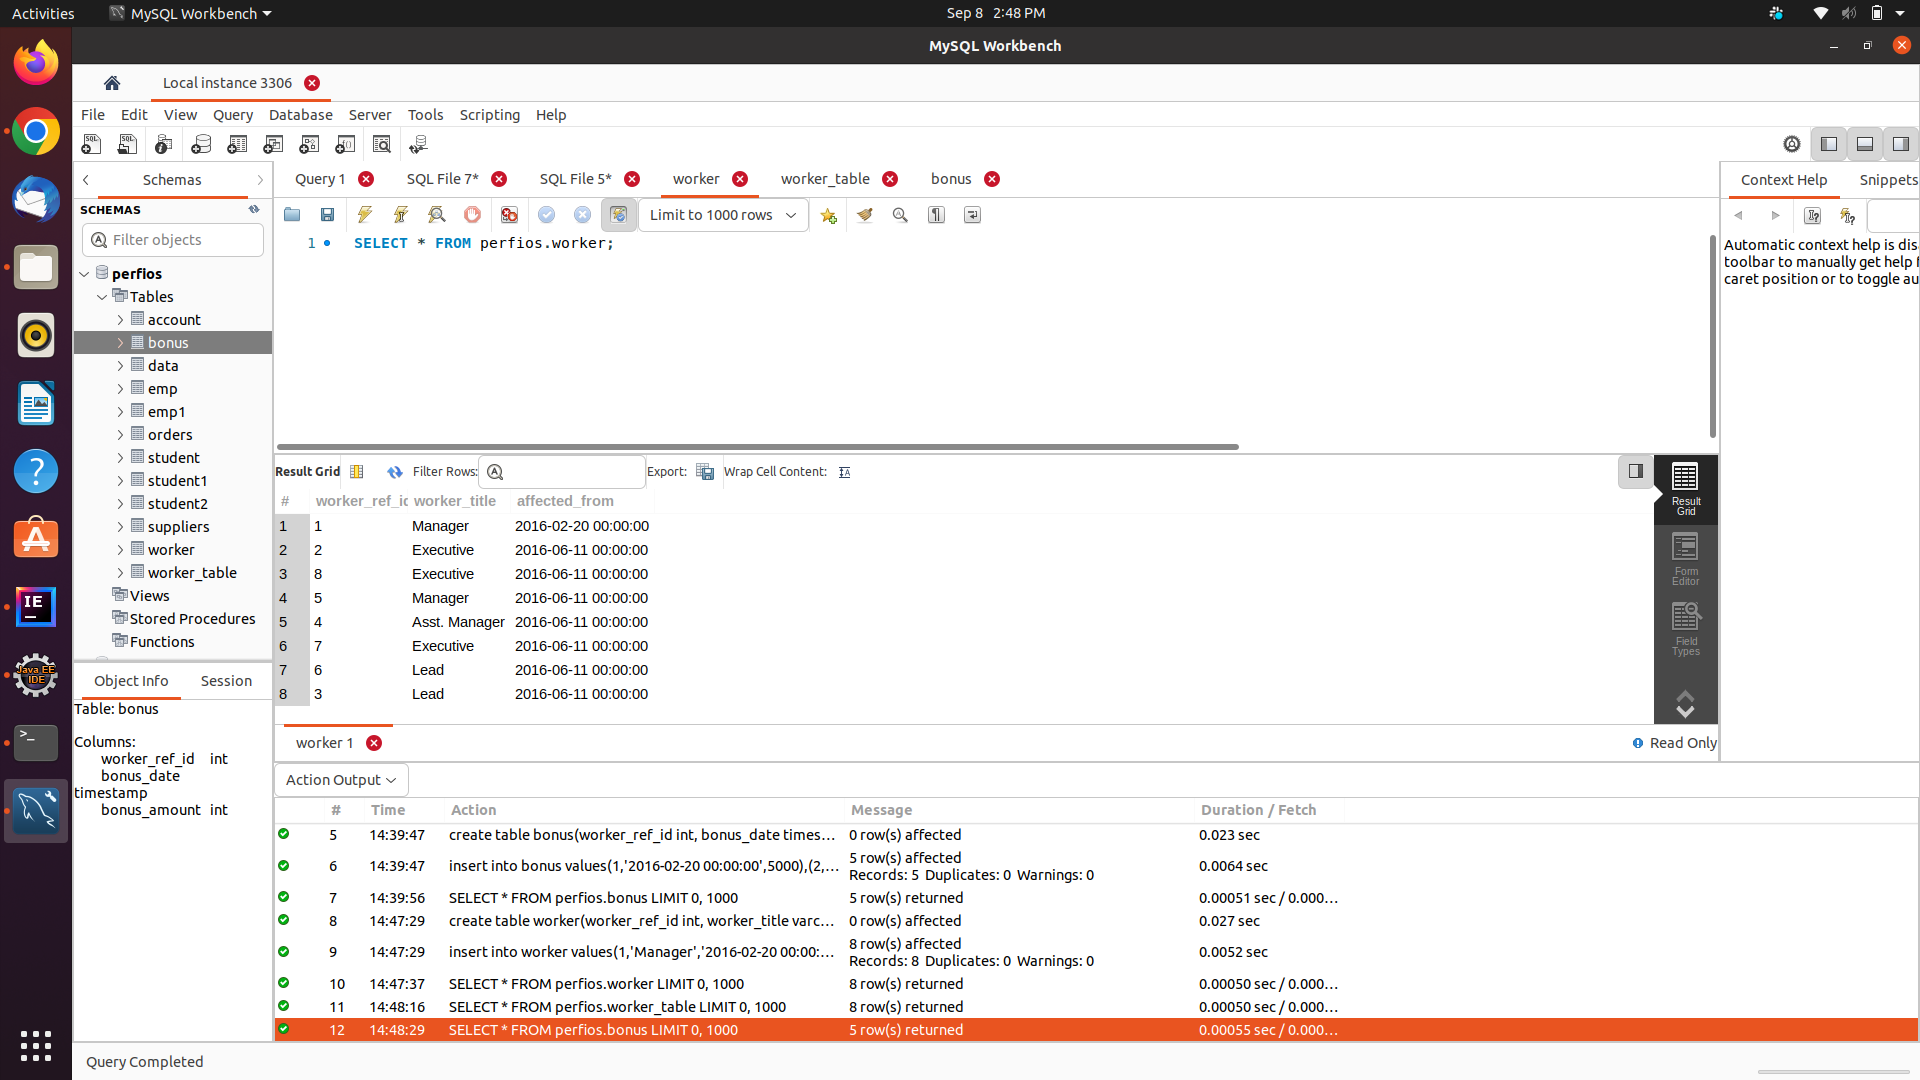 Activities
MySQL Workbench
Sep 8 2:48 PM
MySQL Workbench
Local instance 3306
File Edit View Query Database Server Tools Scripting Help
Schemas
SCHEMAS
Filter objects
perfios
Tables
account
bonus
data
emp
emp1
orders
student
student1
student2
suppliers
worker
worker_table
Views
Stored Procedures
Functions
Object Info Session
Table: bonus
Columns:
worker_ref_id int
bonus_date
timestamp
bonus_amount int
Query 1 SQL File 7* SQL File 5* worker worker_table bonus
Limit to 1000 rows
1 SELECT * FROM perfios.worker;
Context Help Snippets
Automatic context help is dis
toolbar to manually get help f
caret position or to toggle au
Result Grid Filter Rows: Export: Wrap Cell Content:
# worker_ref_id worker_title affected_from
1 1 Manager 2016-02-20 00:00:00
2 2 Executive 2016-06-11 00:00:00
3 8 Executive 2016-06-11 00:00:00
4 5 Manager 2016-06-11 00:00:00
5 4 Asst. Manager 2016-06-11 00:00:00
6 7 Executive 2016-06-11 00:00:00
7 6 Lead 2016-06-11 00:00:00
8 3 Lead 2016-06-11 00:00:00
Result
Grid
Form
Editor
Field
Types
worker 1
Read Only
Action Output
# Time Action Message Duration / Fetch
5 14:39:47 create table bonus(worker_ref_id int, bonus_date times... 0 row(s) affected 0.023 sec
6 14:39:47 insert into bonus values(1,'2016-02-20 00:00:00',5000),(2,... 5 row(s) affected 0.0064 sec
Records: 5 Duplicates: 0 Warnings: 0
7 14:39:56 SELECT * FROM perfios.bonus LIMIT 0, 1000 5 row(s) returned 0.00051 sec / 0.000...
8 14:47:29 create table worker(worker_ref_id int, worker_title varc... 0 row(s) affected 0.027 sec
9 14:47:29 insert into worker values(1,'Manager','2016-02-20 00:00:... 8 row(s) affected 0.0052 sec
Records: 8 Duplicates: 0 Warnings: 0
10 14:47:37 SELECT * FROM perfios.worker LIMIT 0, 1000 8 row(s) returned 0.00050 sec / 0.000...
11 14:48:16 SELECT * FROM perfios.worker_table LIMIT 0, 1000 8 row(s) returned 0.00050 sec / 0.000...
12 14:48:29 SELECT * FROM perfios.bonus LIMIT 0, 1000 5 row(s) returned 0.00055 sec / 0.000...
Query Completed
IE
Java EE
IDE